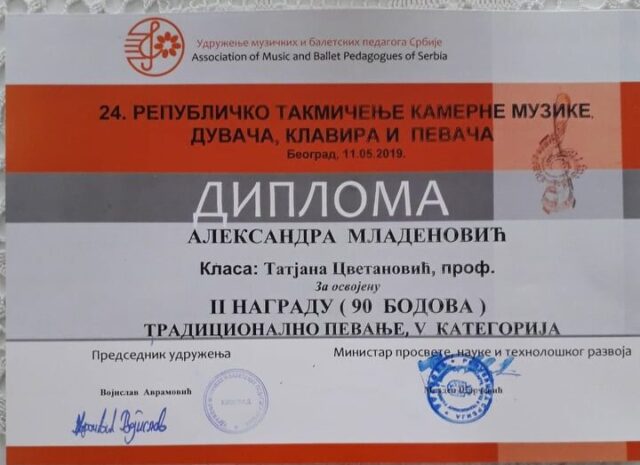 Удружење музичких и балетских педагога Србије
Association of Music and Ballet Pedagogues of Serbia
24. РЕПУБЛИЧКО ТАКМИЧЕЊЕ КАМЕРНЕ МУЗИКЕ,
ДУВАЧА, КЛАВИРА И ПЕВАЧА
Београд, 11.05.2019.
ДИПЛОМА
АЛЕКСАНДРА МЛАДЕНОВИЋ
Класа: Татјана Цветановић, проф.
За освојену
II НАГРАДУ ( 90 БОДОВА )
ТРАДИЦИОНАЛНО ПЕВАЊЕ, V КАТЕГОРИЈА
Председник удружења
Министар просвете, науке и технолошког развоја
Војислав Аврамовић
Младен
БЕОГРАД